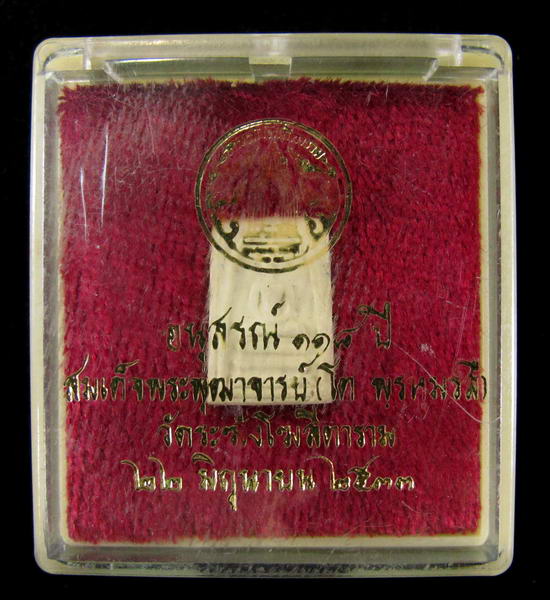 อนุสรณ์ ๑๑๘ ปี
สมเด็จพระพุฒาจารย์ (โต พฺรหฺมรํสี)
วัดระฆังโฆสิตาราม
๒๒ มิถุนายน ๒๕๓๓